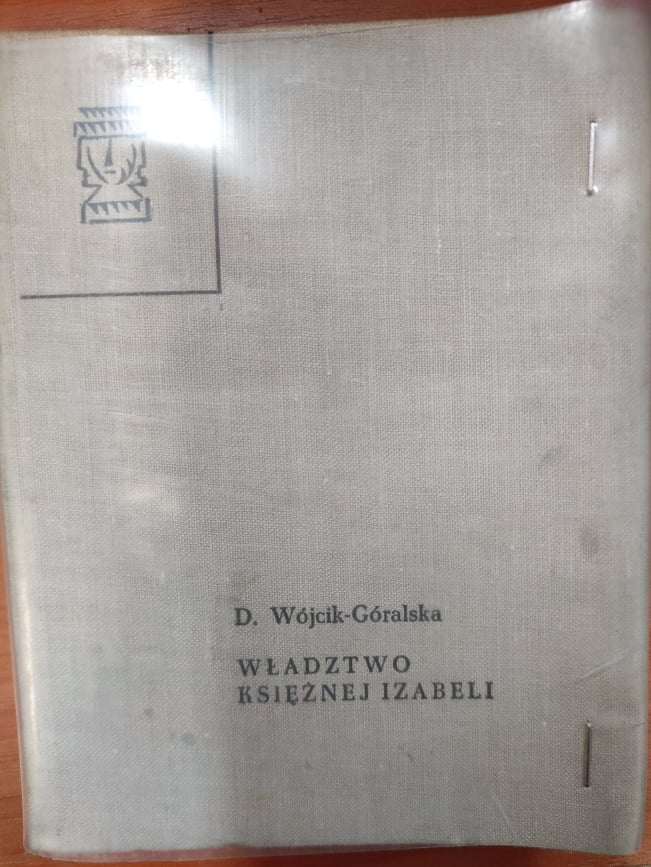 D. Wójcik-Góralska
WŁADZTWO
KSIĘŻNEJ IZABELI